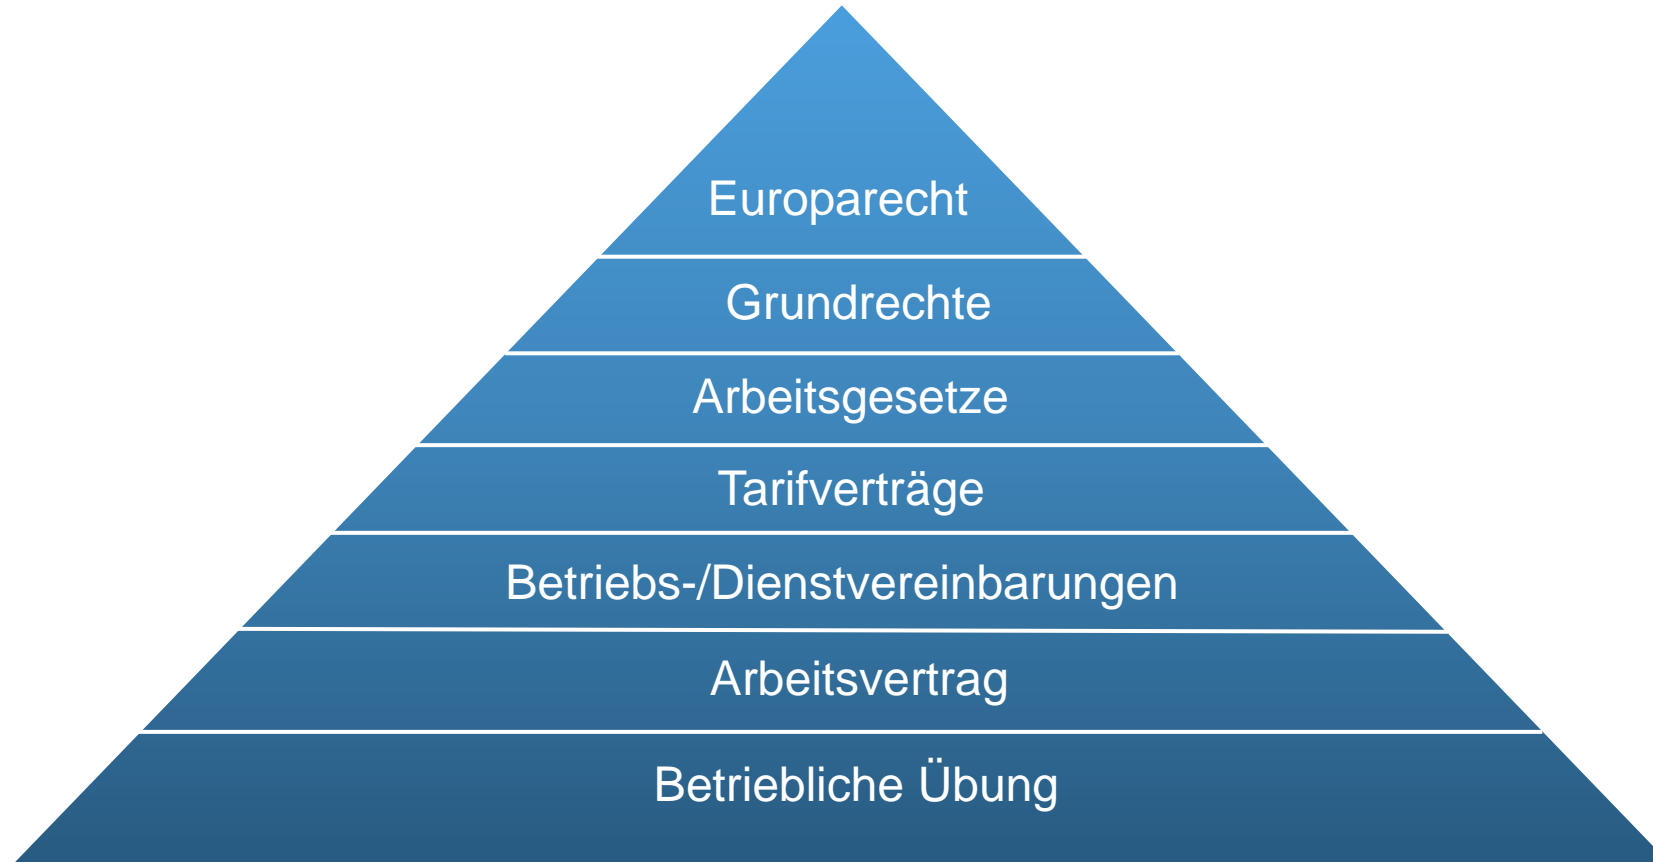 Europarecht
Grundrechte
Arbeitsgesetze
Tarifverträge
Betriebs-/Dienstvereinbarungen
Arbeitsvertrag
Betriebliche Übung